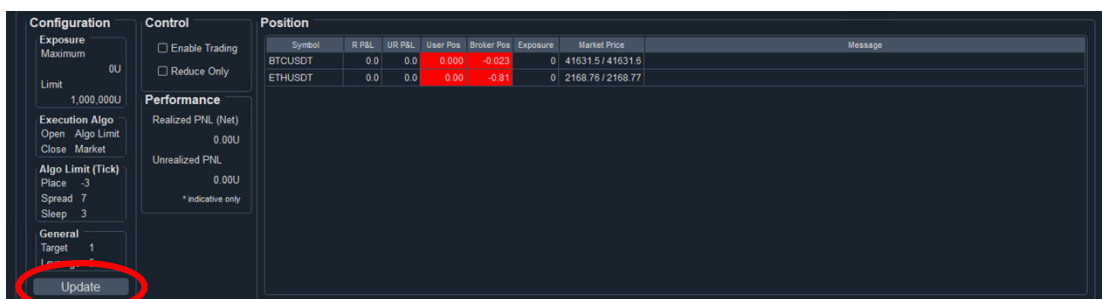 Configuration
Exposure
Maximum
0U
Limit
1,000,000U
Execution Algo
Open Algo Limit
Close Market
Algo Limit (Tick)
Place -3
Spread 7
Sleep 3
General
Target 1
Update
Control
Enable Trading
Reduce Only
Performance
Realized PNL (Net)
0.00U
Unrealized PNL
0.00U
* indicative only
Position
Symbol R P&L UR P&L User Pos Broker Pos Exposure Market Price Message
BTCUSDT 0.0 0.0 0.000 -0.023 0 41631.5 / 41631.6
ETHUSDT 0.0 0.0 0.00 -0.81 0 2168.76 / 2168.77